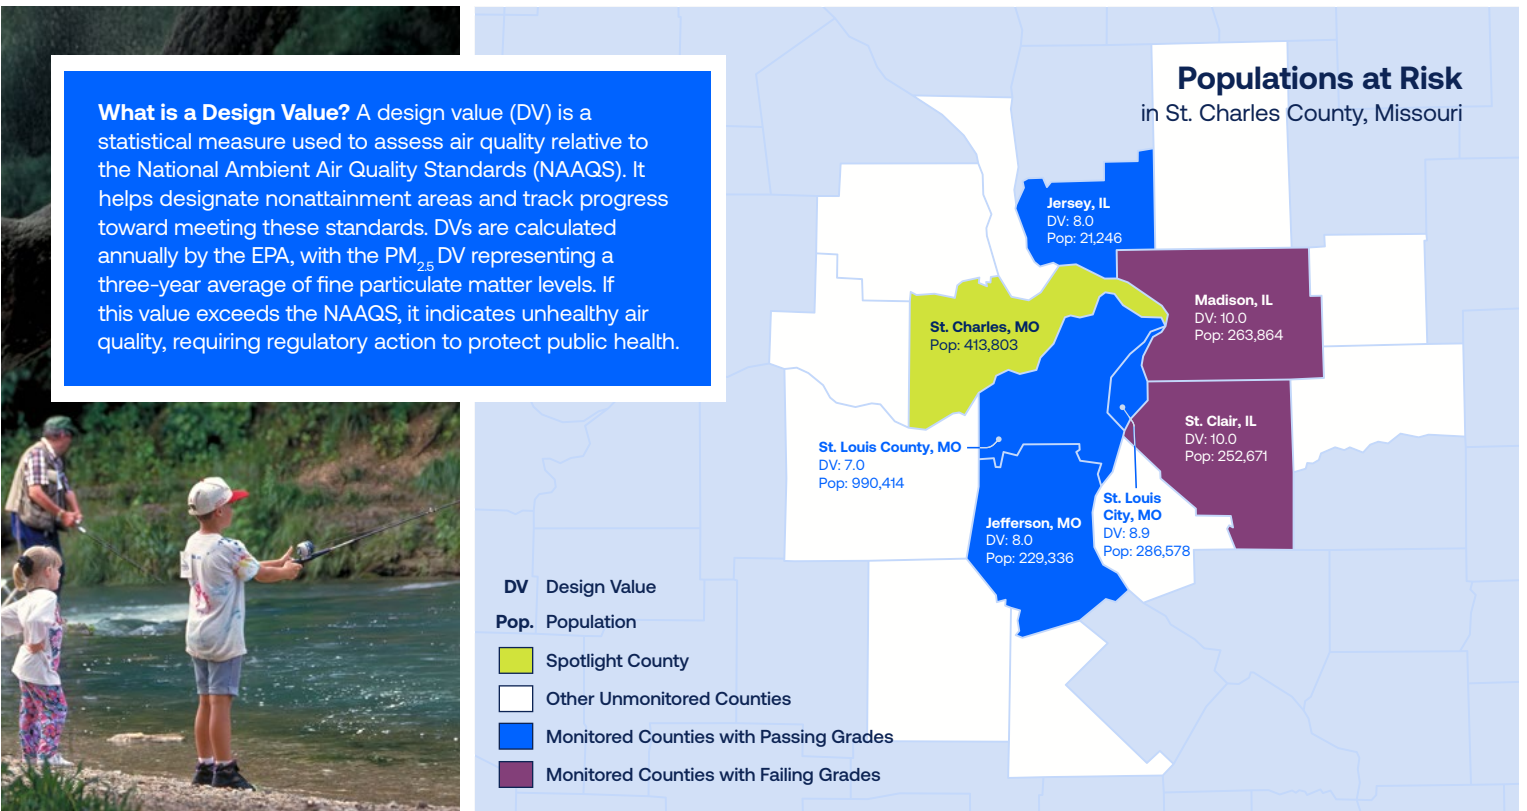 What is a Design Value? A design value (DV) is a
statistical measure used to assess air quality relative to
the National Ambient Air Quality Standards (NAAQS). It
helps designate nonattainment areas and track progress
toward meeting these standards. DVs are calculated
annually by the EPA, with the PM2.5 DV representing a
three-year average of fine particulate matter levels. If
this value exceeds the NAAQS, it indicates unhealthy air
quality, requiring regulatory action to protect public health.
Populations at Risk
in St. Charles County, Missouri
Jersey, IL
DV: 8.0
Pop: 21,246
Madison, IL
DV: 10.0
Pop: 263,864
St. Charles, MO
Pop: 413,803
St. Clair, IL
DV: 10.0
Pop: 252,671
St. Louis County, MO
DV: 7.0
Pop: 990,414
St. Louis
City, MO
DV: 8.9
Pop: 286,578
Jefferson, MO
DV: 8.0
Pop: 229,336
DV Design Value
Pop. Population
Spotlight County
Other Unmonitored Counties
Monitored Counties with Passing Grades
Monitored Counties with Failing Grades